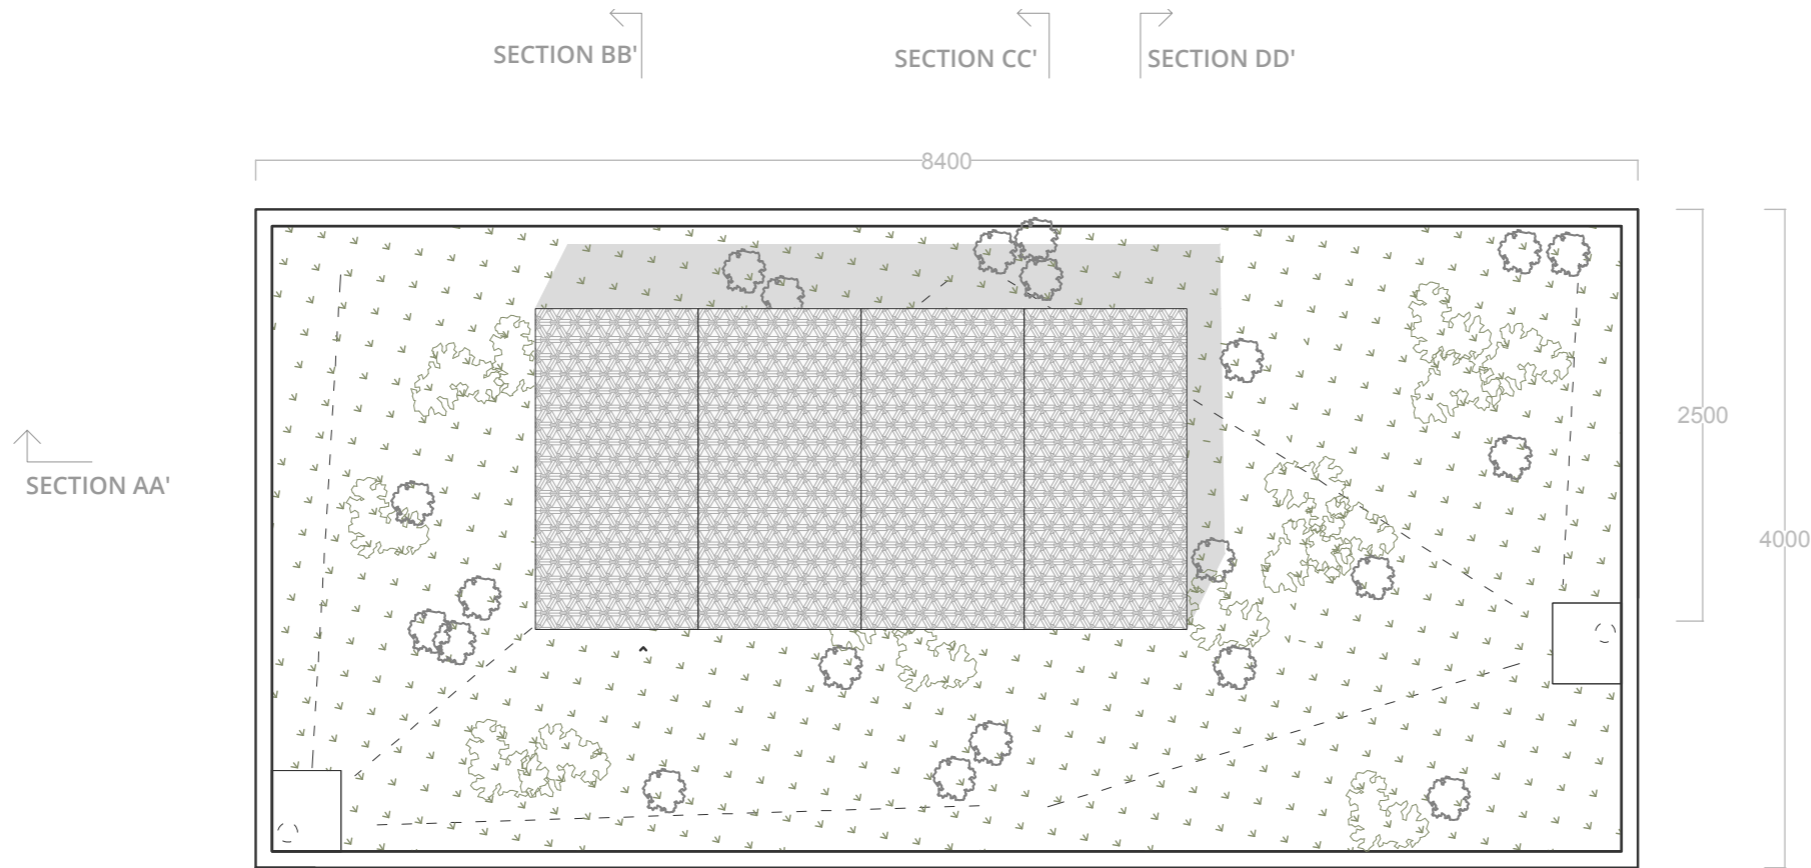 SECTION BB'
SECTION CC'
SECTION DD'
8400
2500
SECTION AA'
4000